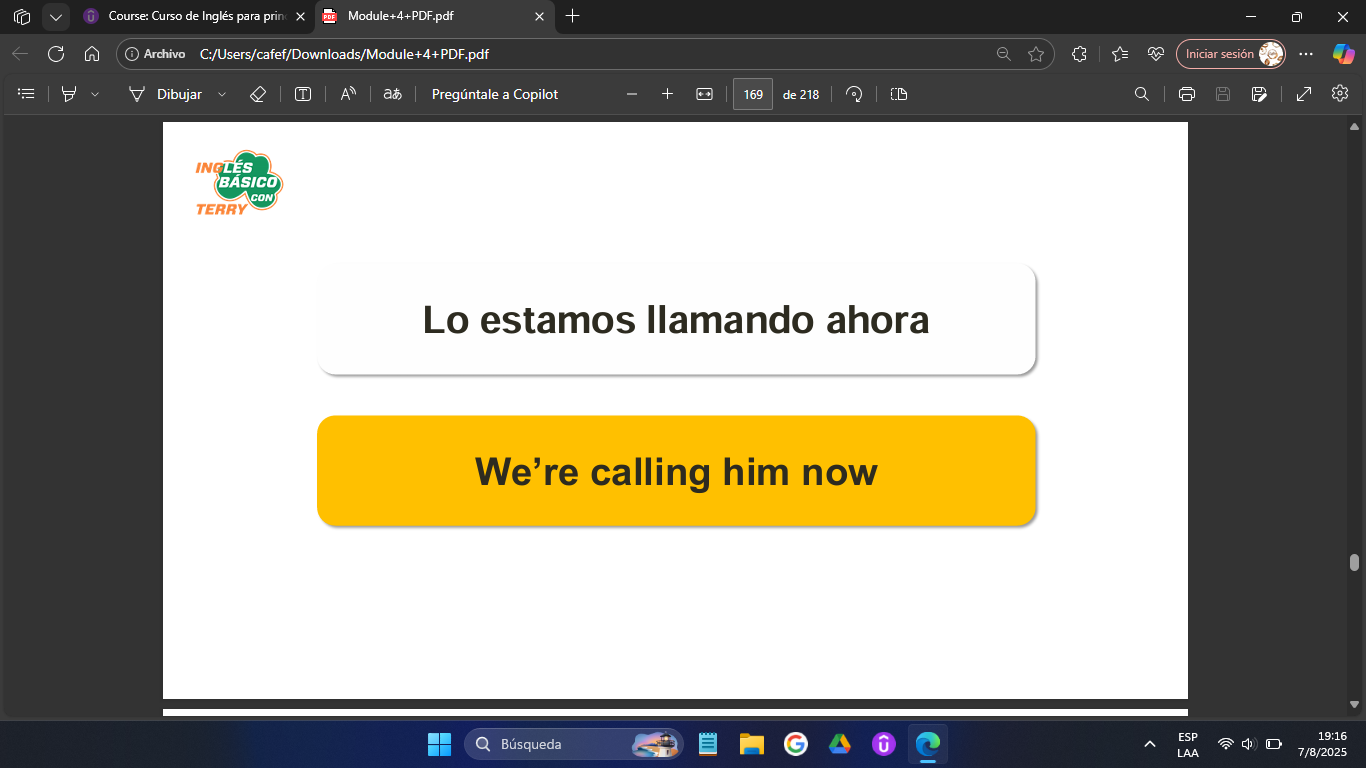 Course: Curso de Inglés para prin
Module+4+PDF.pdf
Archivo
C:/Users/cafef/Downloads/Module+4+PDF.pdf
Iniciar sesión
Dibujar
aあ
Pregúntale a Copilot
169
de 218
INGLÉS
BÁSICO
CON
TERRY
Lo estamos llamando ahora
We’re calling him now
Búsqueda
ESP
LAA
19:16
7/8/2025